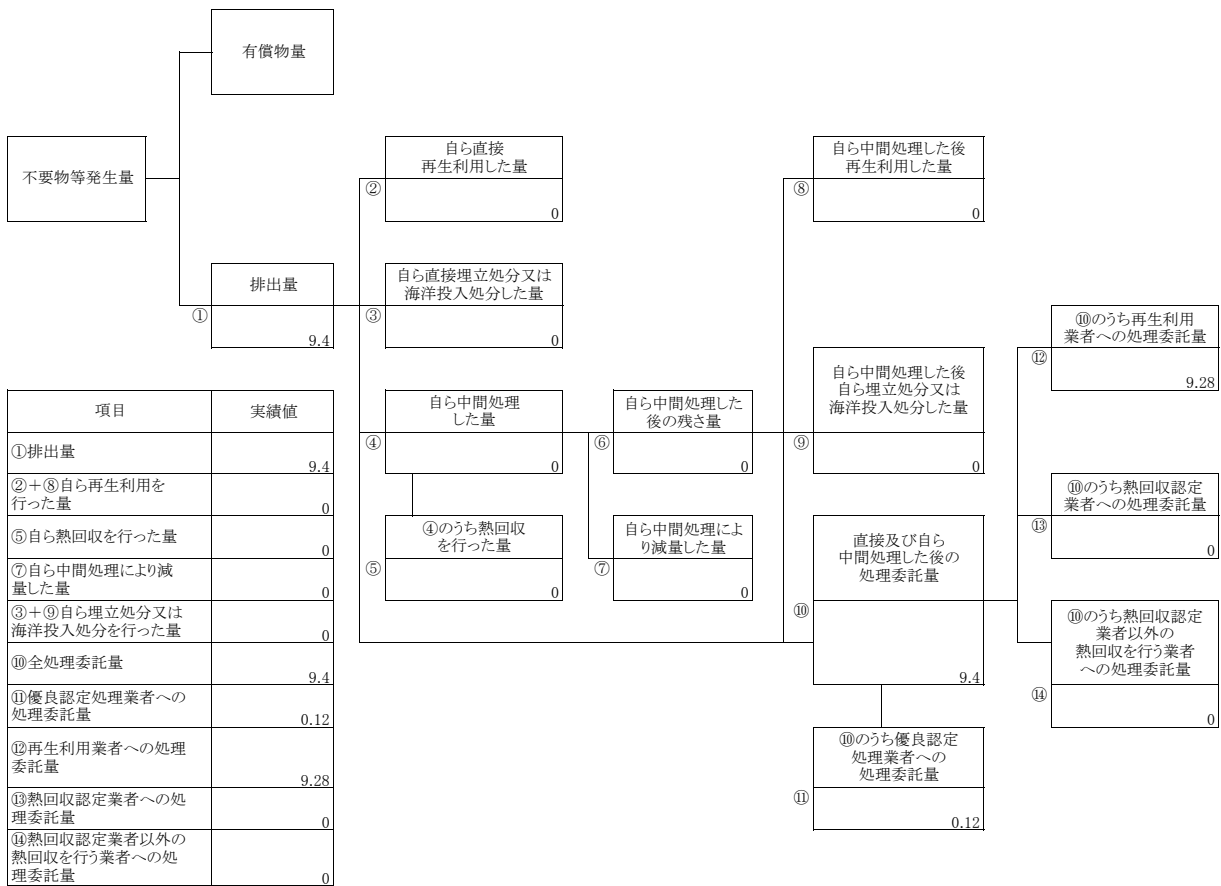 有償物量
不要物等発生量
自ら直接
再生利用した量
②
0
自ら中間処理した後
再生利用した量
⑧
0
排出量
①
9.4
自ら直接埋立処分又は
海洋投入処分した量
③
0
⑩のうち再生利用
業者への処理委託量
⑫
9.28
自ら中間処理
した量
④
0
自ら中間処理した
後の残さ量
⑥
0
自ら中間処理した後
自ら埋立処分又は
海洋投入処分した量
⑨
0
⑩のうち熱回収認定
業者への処理委託量
⑬
0
④のうち熱回収
を行った量
⑤
0
自ら中間処理によ
り減量した量
⑦
0
直接及び自ら
中間処理した後の
処理委託量
⑩
9.4
⑩のうち熱回収認定
業者以外の
熱回収を行う業者
への処理委託量
⑭
0
⑩のうち優良認定
処理業者への
処理委託量
⑪
0.12
項目 実績値
①排出量
9.4
②+⑧自ら再生利用を
行った量
0
⑤自ら熱回収を行った量
0
⑦自ら中間処理により減
量した量
0
③+⑨自ら埋立処分又は
海洋投入処分を行った量
0
⑩全処理委託量
9.4
⑪優良認定処理業者への
処理委託量
0.12
⑫再生利用業者への処理
委託量
9.28
⑬熱回収認定業者への処
理委託量
0
⑭熱回収認定業者以外の
熱回収を行う業者への処
理委託量
0